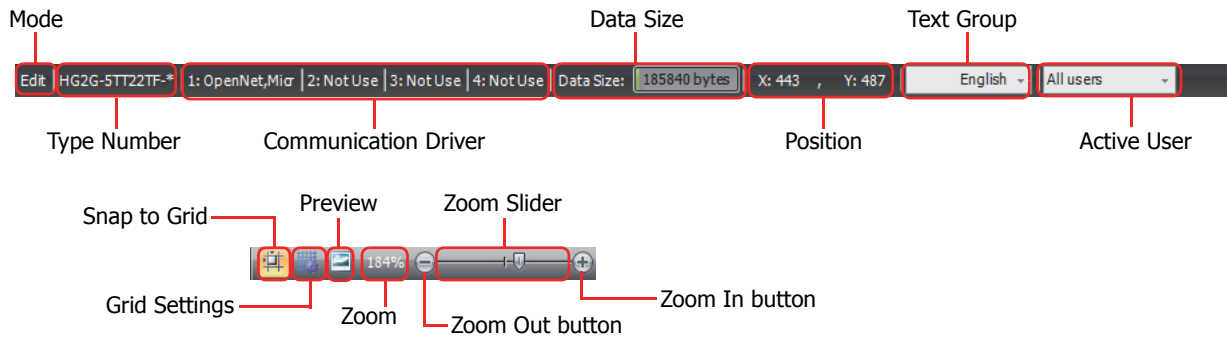 Mode Data Size Text Group
Edit HG2G-5TT22TF-* 1: OpenNet,Micr 2: Not Use 3: Not Use 4: Not Use Data Size: 185840 bytes X: 443 , Y: 487 English All users
Type Number Communication Driver Position Active User
Snap to Grid Preview Zoom Slider
184%
Grid Settings Zoom Zoom Out button Zoom In button